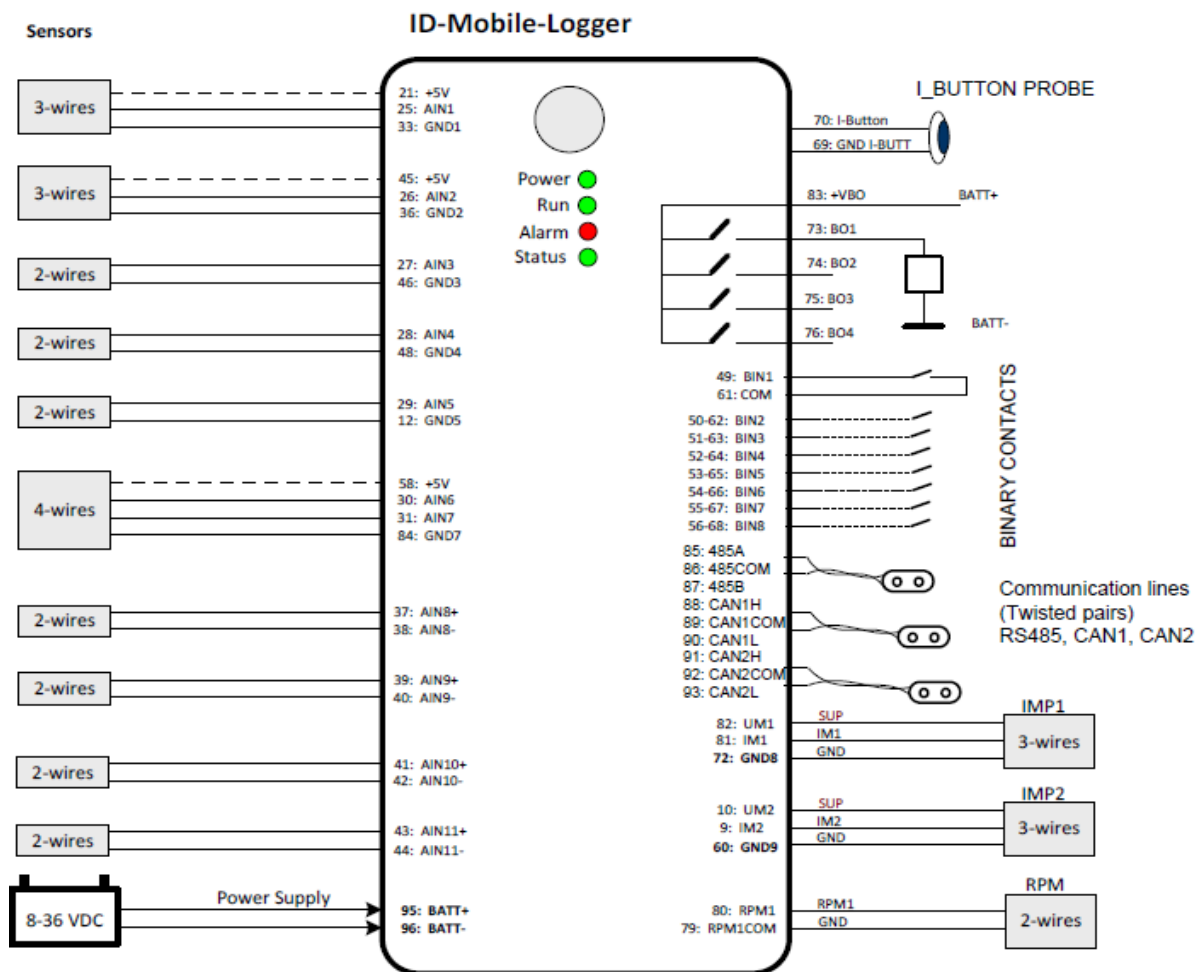 ID-Mobile-Logger
Sensors
3-wires
21: +5V
25: AIN1
33: GND1
3-wires
45: +5V
26: AIN2
36: GND2
2-wires
27: AIN3
46: GND3
2-wires
28: AIN4
48: GND4
2-wires
29: AIN5
12: GND5
4-wires
58: +5V
30: AIN6
31: AIN7
84: GND7
2-wires
37: AIN8+
38: AIN8-
2-wires
39: AIN9+
40: AIN9-
2-wires
41: AIN10+
42: AIN10-
2-wires
43: AIN11+
44: AIN11-
8-36 VDC
Power Supply
95: BATT+
96: BATT-
Power
Run
Alarm
Status
I_BUTTON PROBE
70: I-Button
69: GND I-BUTT
83: +VBO
BATT+
73: BO1
74: BO2
75: BO3
76: BO4
BATT-
49: BIN1
61: COM
50-62: BIN2
51-63: BIN3
52-64: BIN4
53-65: BIN5
54-66: BIN6
55-67: BIN7
56-68: BIN8
BINARY CONTACTS
85: 485A
86: 485COM
87: 485B
88: CAN1H
89: CAN1COM
90: CAN1L
91: CAN2H
92: CAN2COM
93: CAN2L
Communication lines
(Twisted pairs)
RS485, CAN1, CAN2
82: UM1
81: IM1
72: GND8
SUP
IM1
GND
IMP1
3-wires
10: UM2
9: IM2
60: GND9
SUP
IM2
GND
IMP2
3-wires
80: RPM1
79: RPM1COM
RPM1
GND
RPM
2-wires